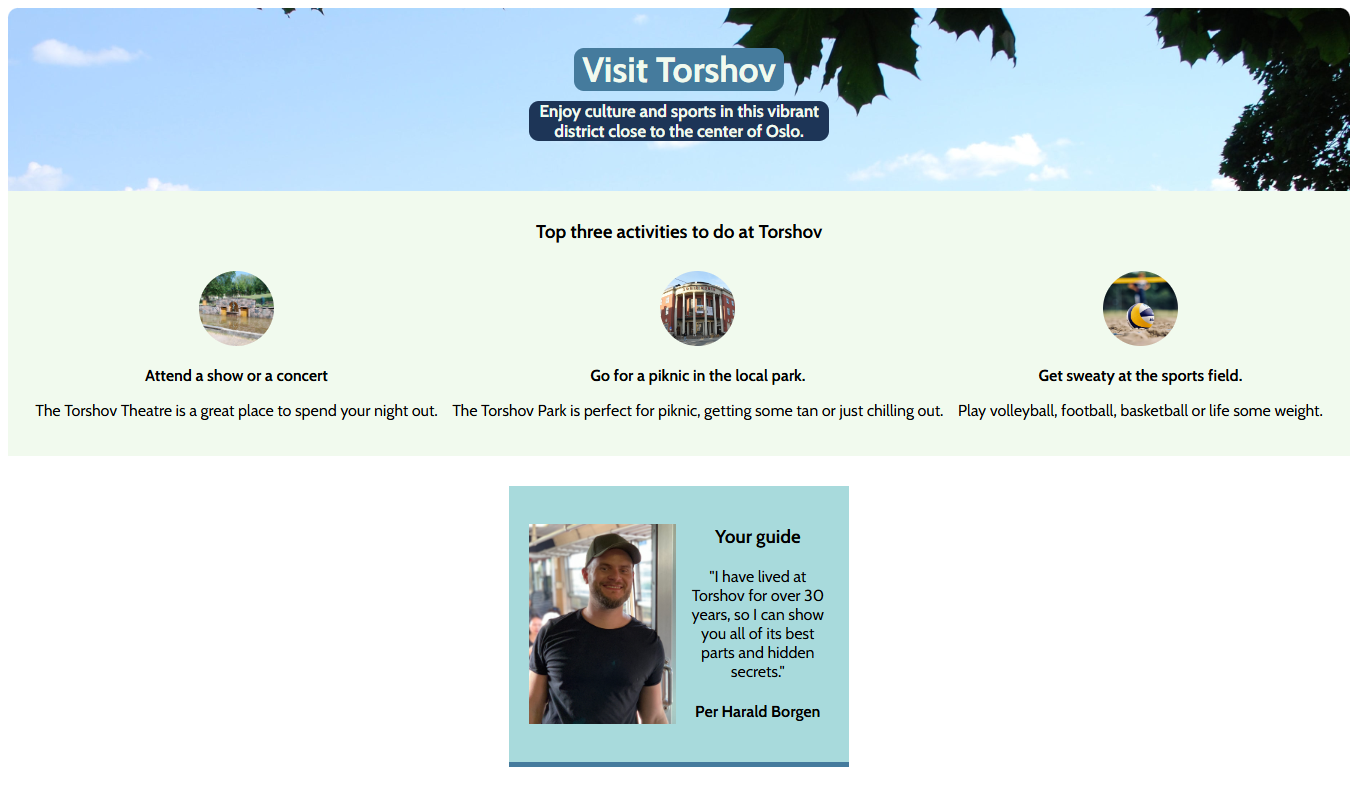 Visit Torshov
Enjoy culture and sports in this vibrant
district close to the center of Oslo.
Top three activities to do at Torshov
Attend a show or a concert
Go for a piknic in the local park.
Get sweaty at the sports field.
The Torshov Theatre is a great place to spend your night out.
The Torshov Park is perfect for piknic, getting some tan or just chilling out.
Play volleyball, football, basketball or life some weight.
Your guide
"I have lived at
Torshov for over 30
years, so I can show
you all of its best
parts and hidden
secrets."
Per Harald Borgen